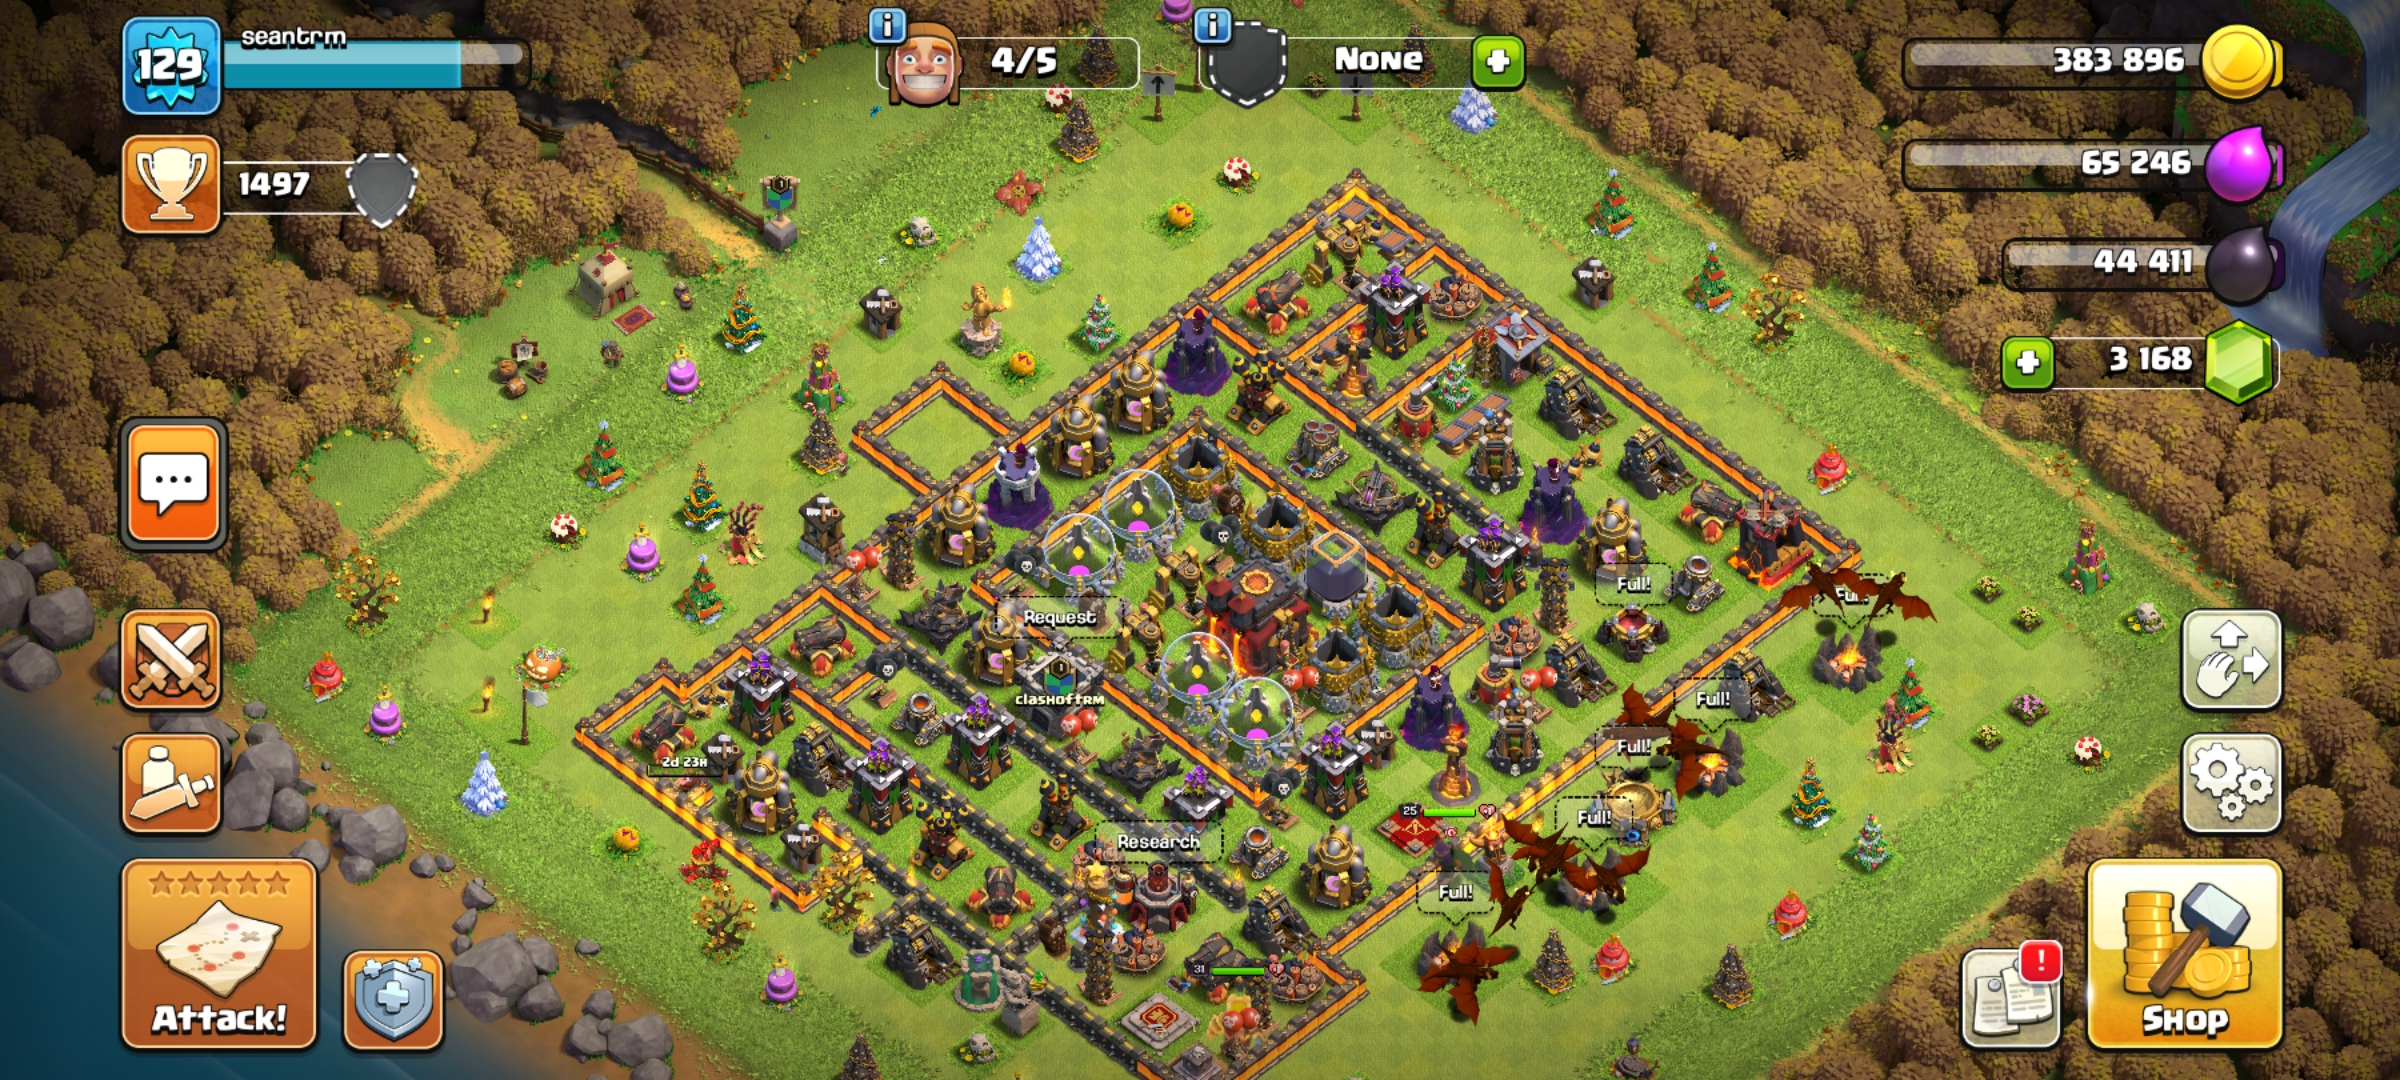 129
seantrm
4/5
None
383 896
1497
65 246
44 411
3 168
Full!
Full!
Request
clashoftrm
Full!
Full!
2d 23H
25
Full!
Research
Full!
31
Attack!
Shop